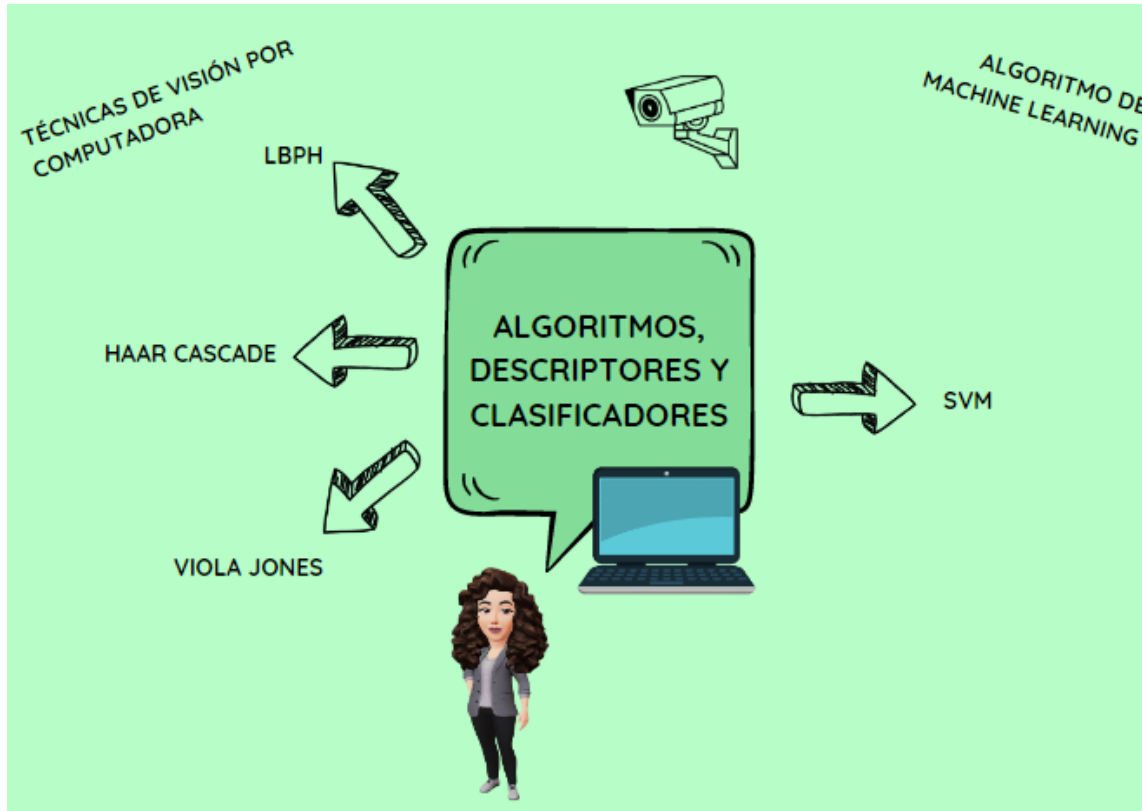 TÉCNICAS DE VISIÓN POR
COMPUTADORA
ALGORITMO DE
MACHINE LEARNING
LBPH
HAAR CASCADE
VIOLA JONES
ALGORITMOS,
DESCRIPTORES Y
CLASIFICADORES
SVM